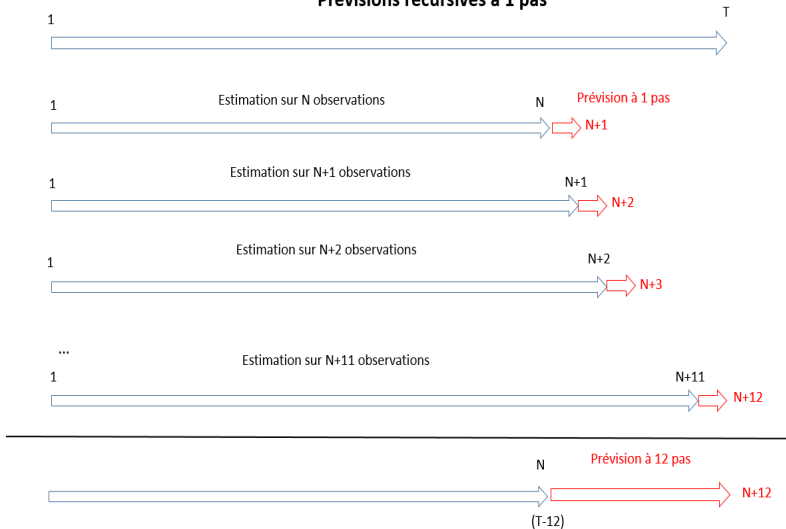 Prévisions récursives à 1 pas
1
T
Estimation sur N observations
1
N
Prévision à 1 pas
N+1
Estimation sur N+1 observations
1
N+1
N+2
Estimation sur N+2 observations
1
N+2
N+3
...
Estimation sur N+11 observations
1
N+11
N+12
N
Prévision à 12 pas
N+12
(T-12)